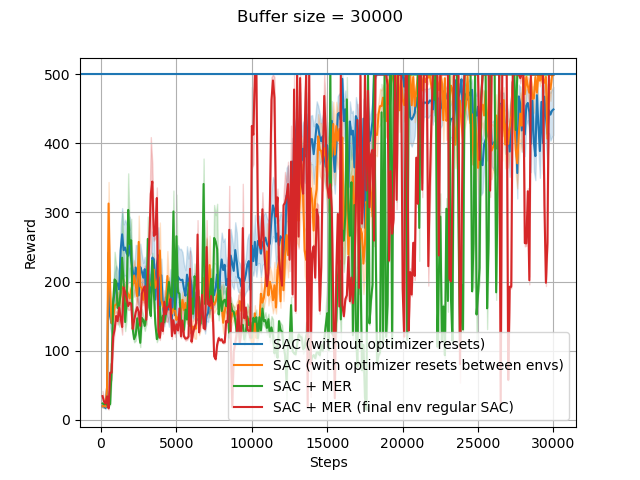 Buffer size = 30000
500
400
300
200
100
0
Reward
SAC (without optimizer resets)
SAC (with optimizer resets between envs)
SAC + MER
SAC + MER (final env regular SAC)
0 5000 10000 15000 20000 25000 30000
Steps